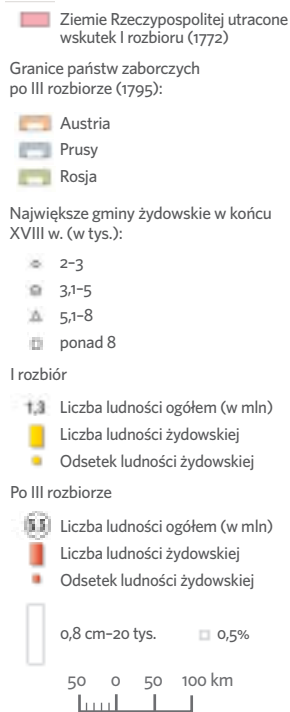 Ziemie Rzeczypospolitej utracone
wskutek I rozbioru (1772)
Granice państw zaborczych
po III rozbiorze (1795):
Austria
Prusy
Rosja
Największe gminy żydowskie w końcu
XVIII w. (w tys.):
2–3
3,1–5
5,1–8
ponad 8
I rozbiór
1,3 Liczba ludności ogółem (w mln)
Liczba ludności żydowskiej
Odsetek ludności żydowskiej
Po III rozbiorze
5,5 Liczba ludności ogółem (w mln)
Liczba ludności żydowskiej
Odsetek ludności żydowskiej
0,8 cm–20 tys. 0,5%
50 0 50 100 km